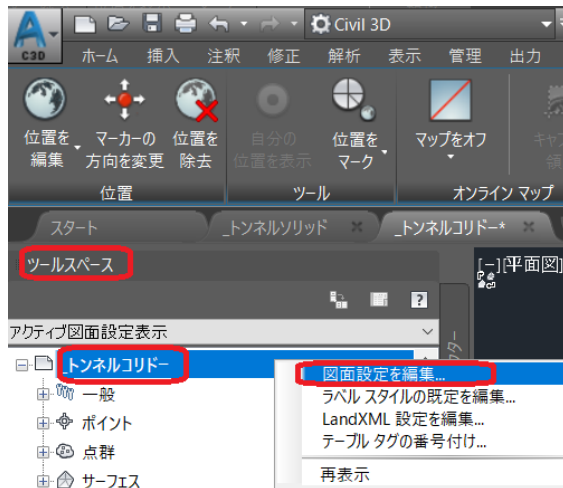 C3D
Civil 3D
ホーム 挿入 注釈 修正 解析 表示 管理 出力
位置を編集
マーカーの方向を変更
位置を除去
自分の位置を表示
位置をマーク
マップをオフ
位置 ツール オンライン マップ
スタート _トンネルソリッド _トンネルコリドー*
ツールスペース
[-][平面図]
アクティブ図面設定表示
_トンネルコリドー
図面設定を編集...
一般
ラベル スタイルの既定を編集...
ポイント
LandXML 設定を編集...
点群
テーブル タグの番号付け...
サーフェス
再表示